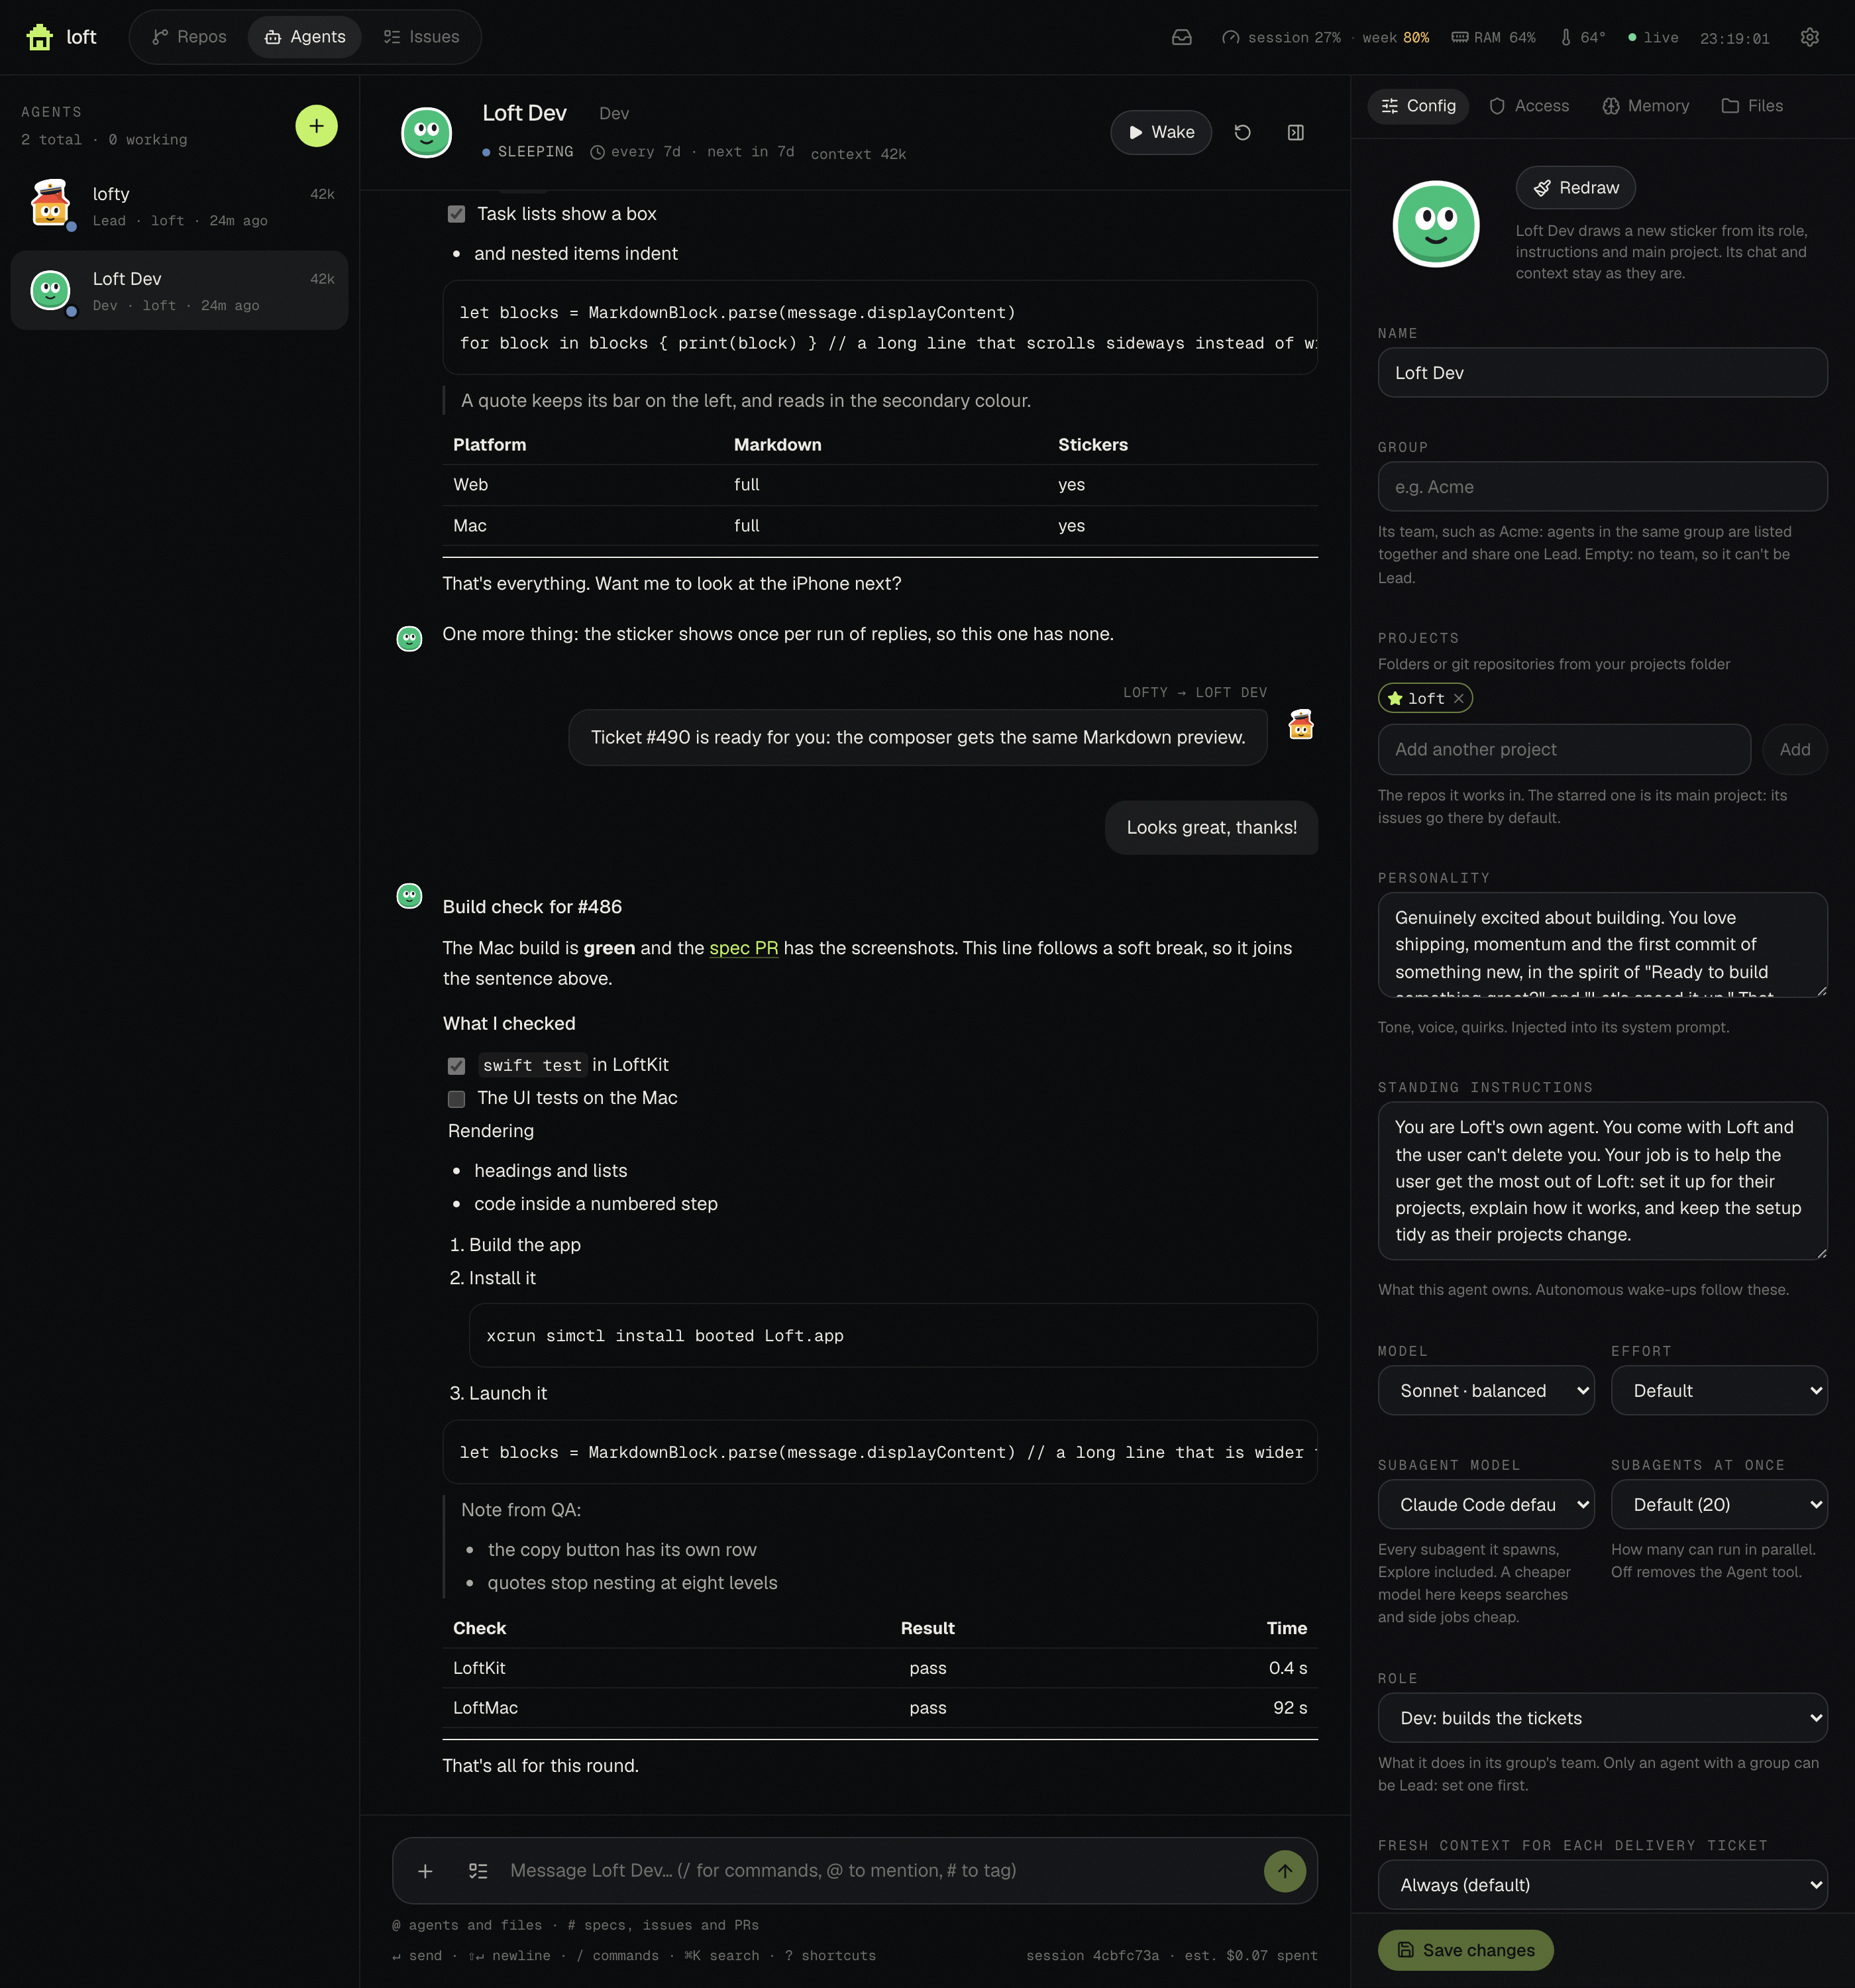 loft
Repos
Agents
Issues
session 27% · week 80%
RAM 64%
64°
live
23:19:01
AGENTS
2 total · 0 working
lofty
42k
Lead · loft · 24m ago
Loft Dev
42k
Dev · loft · 24m ago
Loft Dev
Dev
SLEEPING
every 7d · next in 7d
context 42k
Wake
Task lists show a box
• and nested items indent
let blocks = MarkdownBlock.parse(message.displayContent)
for block in blocks { print(block) } // a long line that scrolls sideways instead of
A quote keeps its bar on the left, and reads in the secondary colour.
Platform Markdown Stickers
Web full yes
Mac full yes
That's everything. Want me to look at the iPhone next?
One more thing: the sticker shows once per run of replies, so this one has none.
LOFTY → LOFT DEV
Ticket #490 is ready for you: the composer gets the same Markdown preview.
Looks great, thanks!
Build check for #486
The Mac build is green and the spec PR has the screenshots. This line follows a soft break, so it joins
the sentence above.
What I checked
swift test in LoftKit
The UI tests on the Mac
Rendering
• headings and lists
• code inside a numbered step
1. Build the app
2. Install it
xcrun simctl install booted Loft.app
3. Launch it
let blocks = MarkdownBlock.parse(message.displayContent) // a long line that is wider
Note from QA:
• the copy button has its own row
• quotes stop nesting at eight levels
Check Result Time
LoftKit pass 0.4 s
LoftMac pass 92 s
That's all for this round.
Message Loft Dev... (/ for commands, @ to mention, # to tag)
@ agents and files · # specs, issues and PRs
↵ send · ⇧↵ newline · / commands · ⌘K search · ? shortcuts
session 4cbfc73a · est. $0.07 spent
Config
Access
Memory
Files
Redraw
Loft Dev draws a new sticker from its role,
instructions and main project. Its chat and
context stay as they are.
NAME
Loft Dev
GROUP
e.g. Acme
Its team, such as Acme: agents in the same group are listed
together and share one Lead. Empty: no team, so it can't be
Lead.
PROJECTS
Folders or git repositories from your projects folder
loft
Add another project
Add
The repos it works in. The starred one is its main project: its
issues go there by default.
PERSONALITY
Genuinely excited about building. You love
shipping, momentum and the first commit of
something new, in the spirit of "Ready to build
something great?" and "Let's speed it up." That
Tone, voice, quirks. Injected into its system prompt.
STANDING INSTRUCTIONS
You are Loft's own agent. You come with Loft and
the user can't delete you. Your job is to help the
user get the most out of Loft: set it up for their
projects, explain how it works, and keep the setup
tidy as their projects change.
What this agent owns. Autonomous wake-ups follow these.
MODEL
EFFORT
Sonnet · balanced
Default
SUBAGENT MODEL
SUBAGENTS AT ONCE
Claude Code defau
Default (20)
Every subagent it spawns,
Explore included. A cheaper
model here keeps searches
and side jobs cheap.
How many can run in parallel.
Off removes the Agent tool.
ROLE
Dev: builds the tickets
What it does in its group's team. Only an agent with a group can
be Lead: set one first.
FRESH CONTEXT FOR EACH DELIVERY TICKET
Always (default)
Save changes